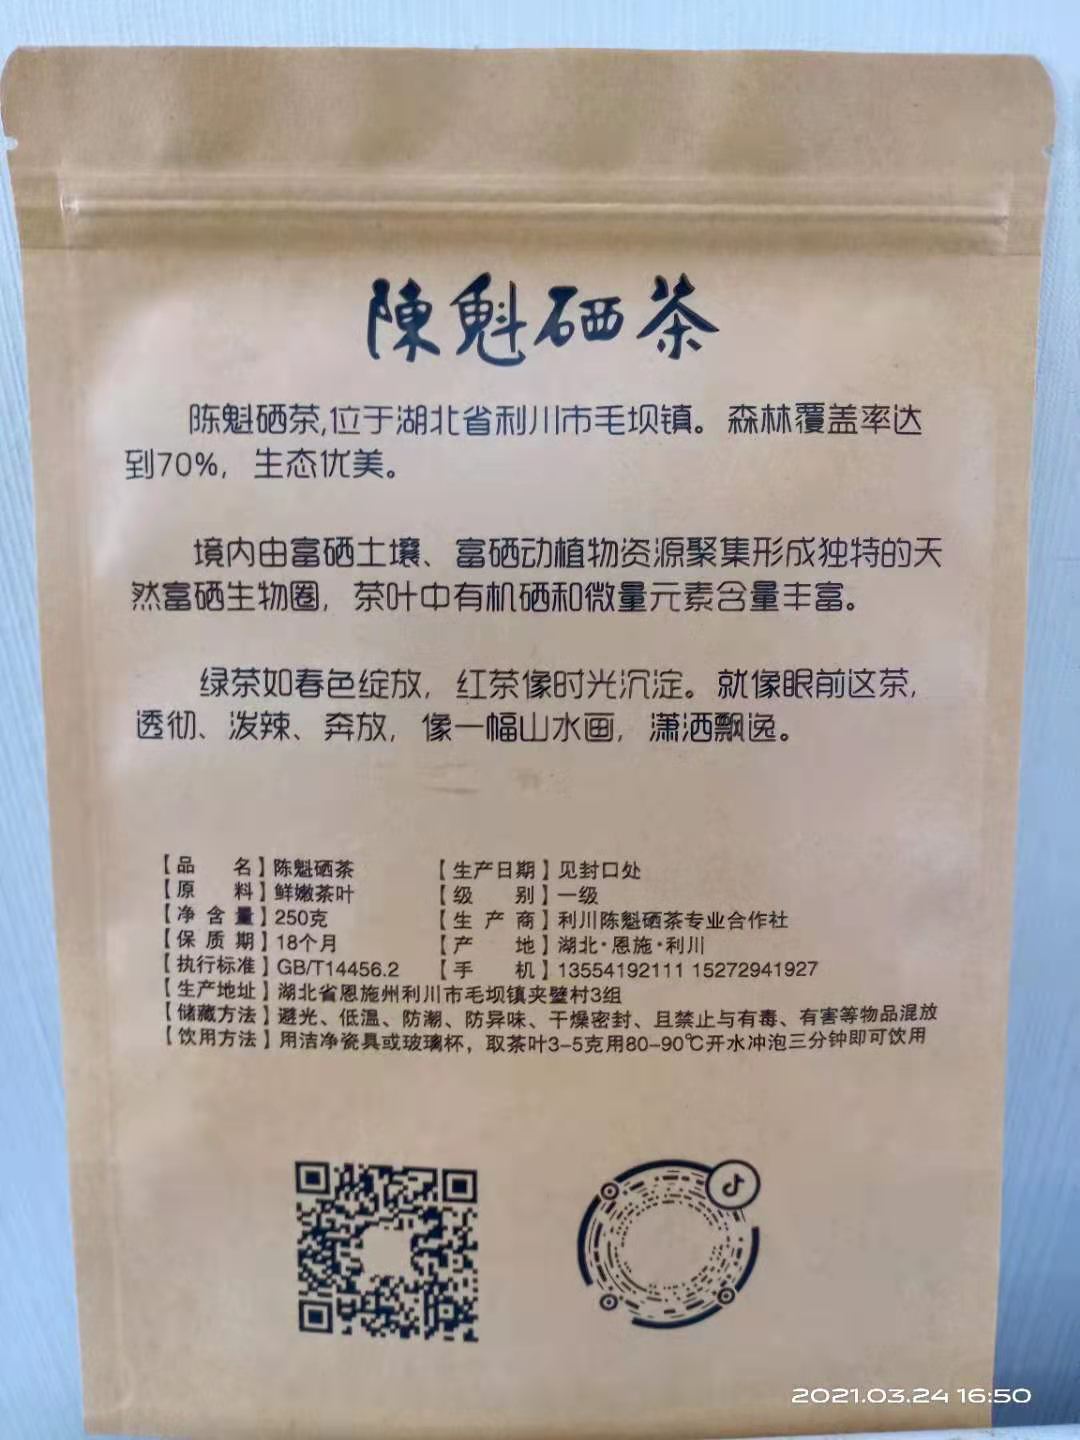 陳魁硒茶
陈魁硒茶,位于湖北省利川市毛坝镇。森林覆盖率达
到70%，生态优美。
境内由富硒土壤、富硒动植物资源聚集形成独特的天
然富硒生物圈，茶叶中有机硒和微量元素含量丰富。
绿茶如春色绽放，红茶像时光沉淀。就像眼前这茶，
透彻、泼辣、奔放，像一幅山水画，潇洒飘逸。
【品 名】陈魁硒茶 【生产日期】见封口处
【原 料】鲜嫩茶叶 【级 别】一级
【净 含 量】250克 【生 产 商】利川陈魁硒茶专业合作社
【保 质 期】18个月 【产 地】湖北·恩施·利川
【执行标准】GB/T14456.2 【手 机】13554192111 15272941927
【生产地址】湖北省恩施州利川市毛坝镇夹壁村3组
【储藏方法】避光、低温、防潮、防异味、干燥密封、且禁止与有毒、有害等物品混放
【饮用方法】用洁净瓷具或玻璃杯，取茶叶3-5克用80-90℃开水冲泡三分钟即可饮用
2021.03.24 16:50